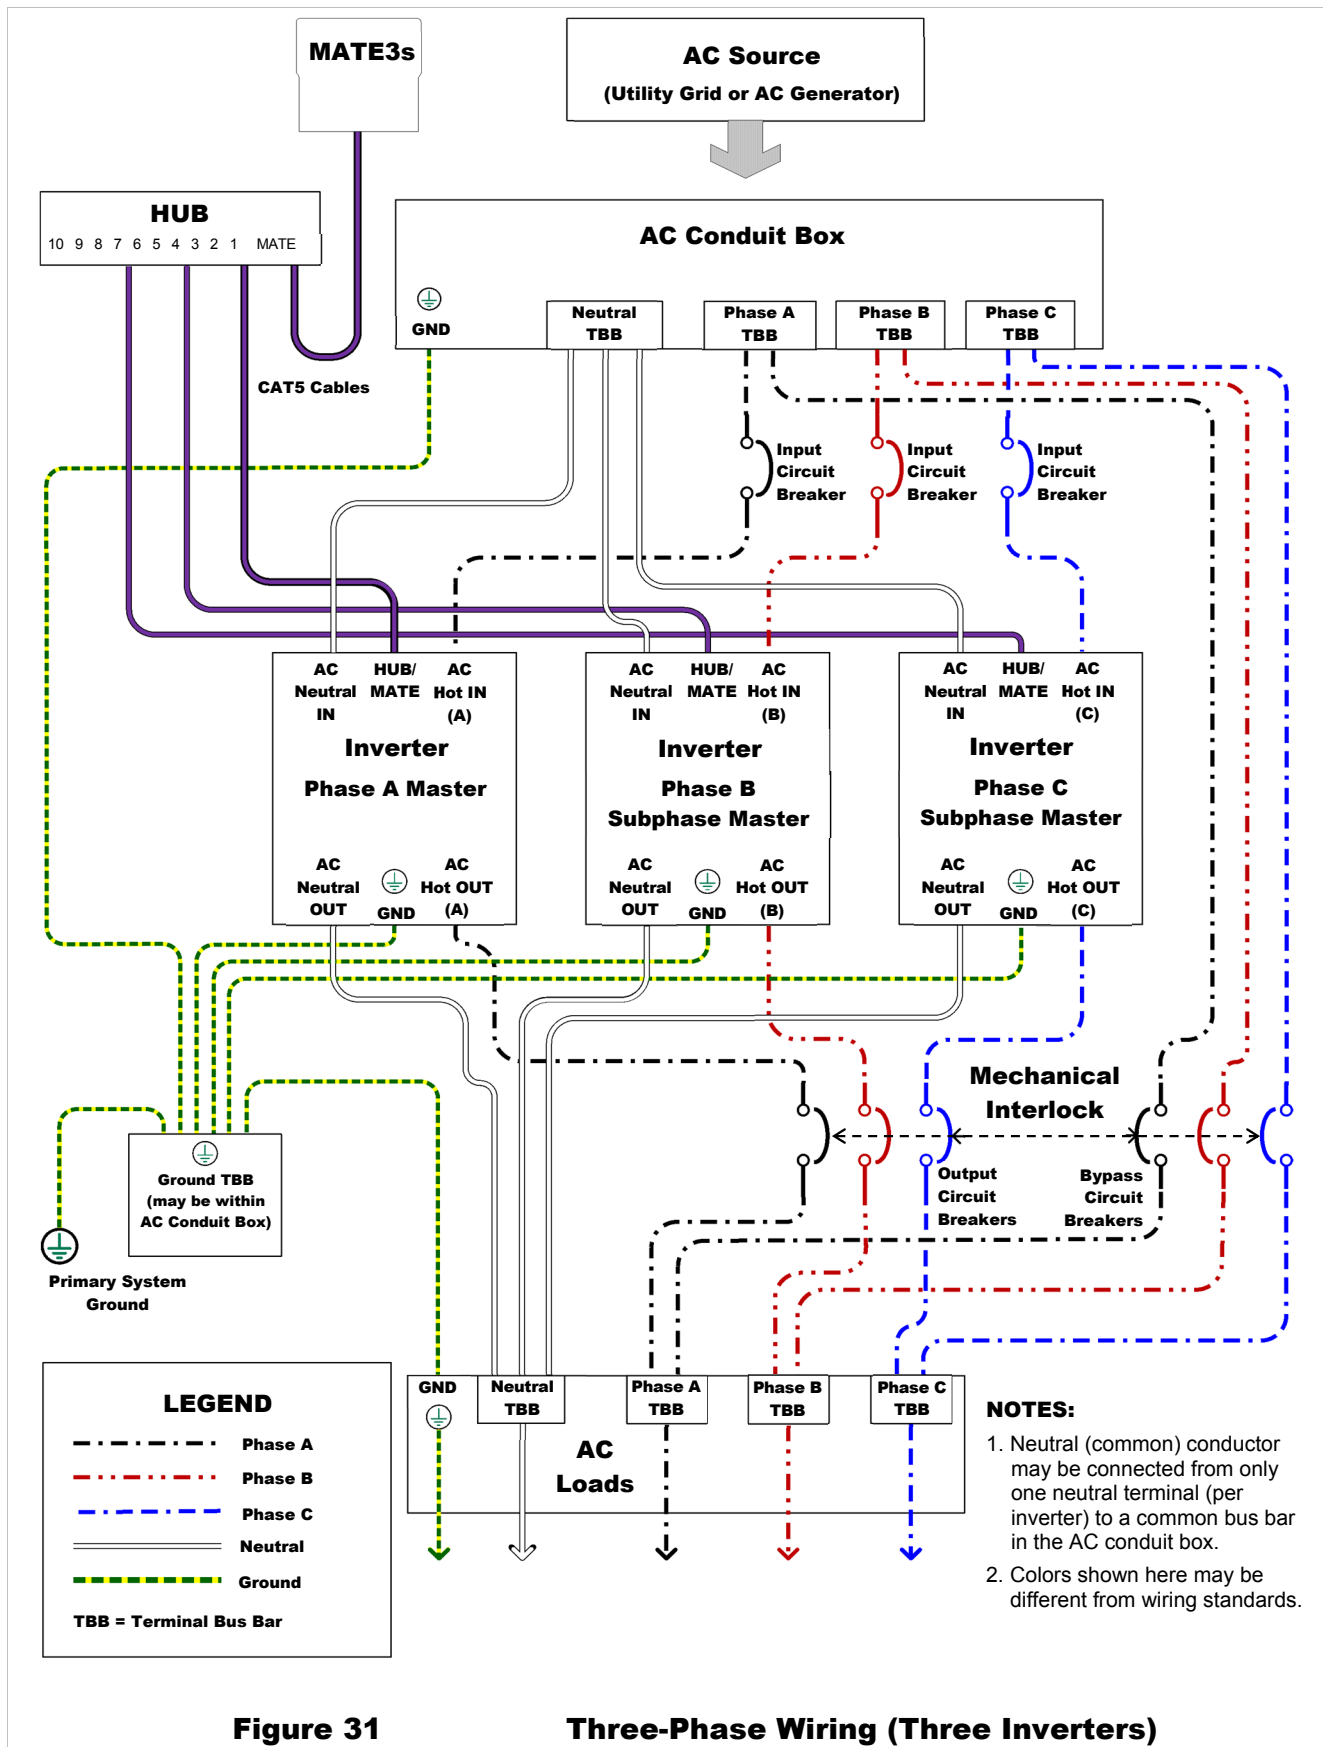 MATE3s
AC Source
(Utility Grid or AC Generator)
HUB
10 9 8 7 6 5 4 3 2 1 MATE
AC Conduit Box
GND
Neutral
TBB
Phase A
TBB
Phase B
TBB
Phase C
TBB
CAT5 Cables
Input
Circuit
Breaker
Input
Circuit
Breaker
Input
Circuit
Breaker
AC
Neutral
IN
HUB/
MATE
AC
Hot IN
(A)
Inverter
Phase A Master
AC
Neutral
OUT
GND
AC
Hot OUT
(A)
AC
Neutral
IN
HUB/
MATE
AC
Hot IN
(B)
Inverter
Phase B
Subphase Master
AC
Neutral
OUT
GND
AC
Hot OUT
(B)
AC
Neutral
IN
HUB/
MATE
AC
Hot IN
(C)
Inverter
Phase C
Subphase Master
AC
Neutral
OUT
GND
AC
Hot OUT
(C)
Mechanical
Interlock
Output
Circuit
Breakers
Bypass
Circuit
Breakers
Ground TBB
(may be within
AC Conduit Box)
Primary System
Ground
LEGEND
Phase A
Phase B
Phase C
Neutral
Ground
TBB = Terminal Bus Bar
GND
Neutral
TBB
Phase A
TBB
Phase B
TBB
Phase C
TBB
AC
Loads
NOTES:
1. Neutral (common) conductor
may be connected from only
one neutral terminal (per
inverter) to a common bus bar
in the AC conduit box.
2. Colors shown here may be
different from wiring standards.
Figure 31 Three-Phase Wiring (Three Inverters)